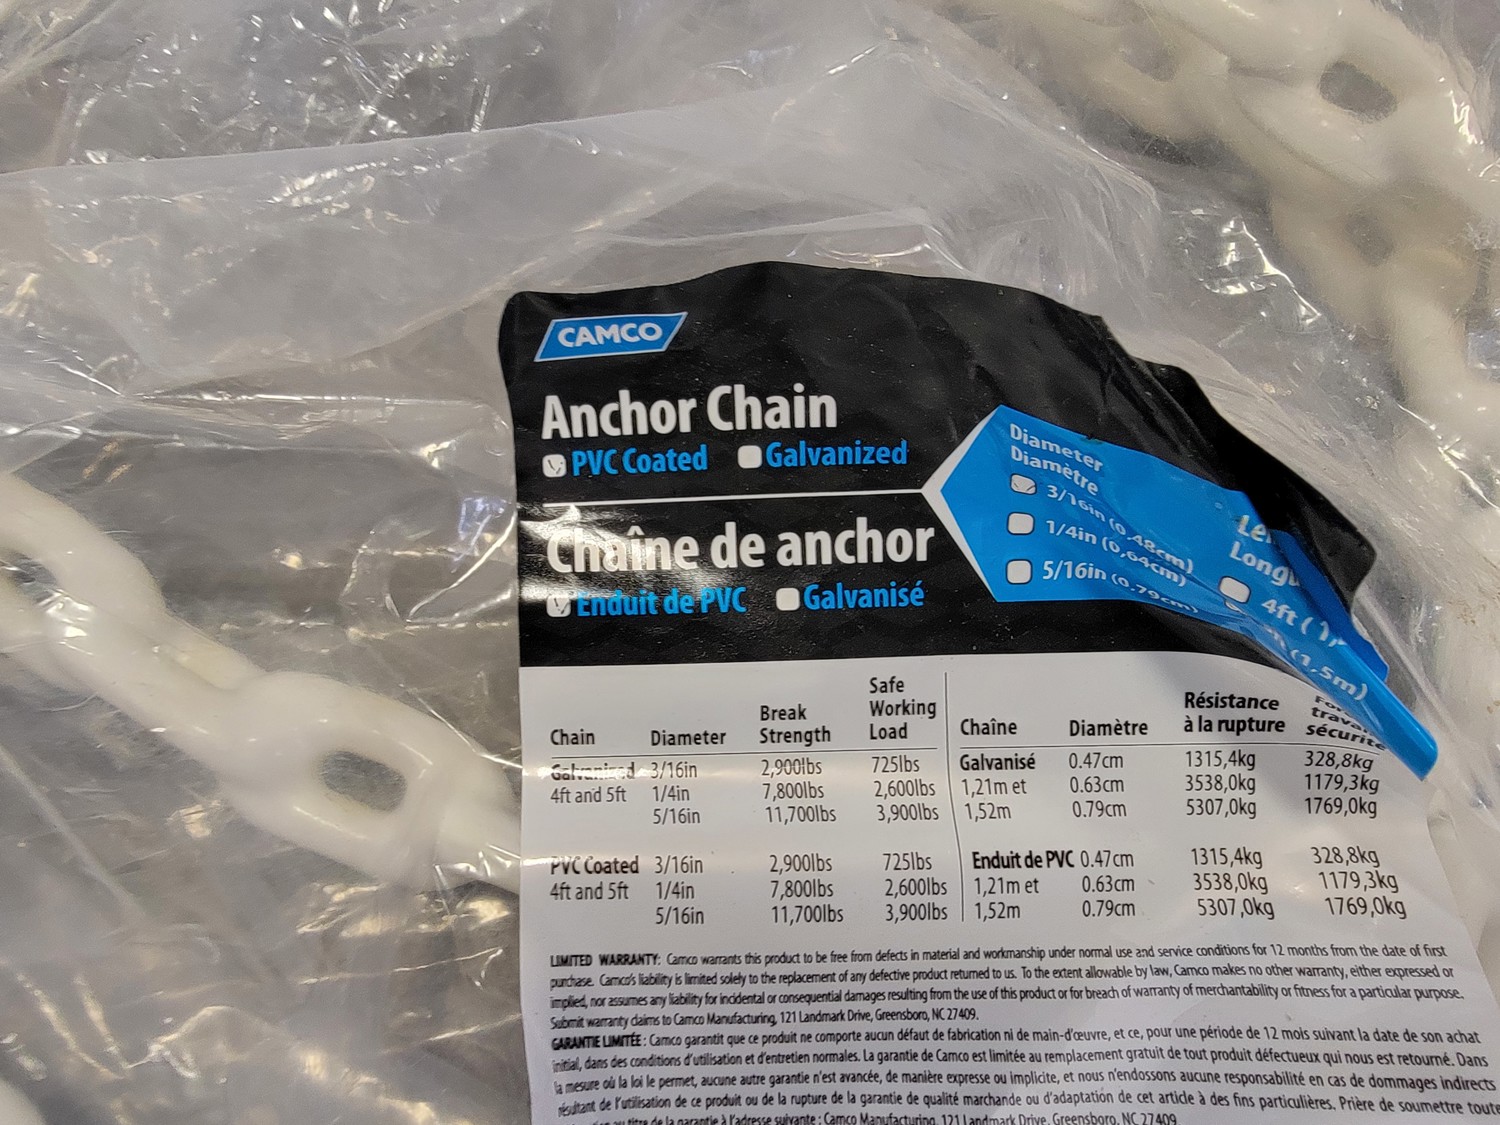 CAMCO
Anchor Chain
PVC Coated Galvanized
Chaîne de anchor
Enduit de PVC Galvanisé
Diameter
Diamètre
3/16in (0,48cm)
1/4in (0,64cm)
5/16in (0.79cm)
4ft (
(1,5m)
Chain Diameter Break Strength Safe Working Load
Galvanized 3/16in 2,900lbs 725lbs
4ft and 5ft 1/4in 7,800lbs 2,600lbs
5/16in 11,700lbs 3,900lbs
PVC Coated 3/16in 2,900lbs 725lbs
4ft and 5ft 1/4in 7,800lbs 2,600lbs
5/16in 11,700lbs 3,900lbs
Chaîne Diamètre Résistance à la rupture sécurité
Galvanisé 0.47cm 1315,4kg 328,8kg
1,21m et 0.63cm 3538,0kg 1179,3kg
1,52m 0.79cm 5307,0kg 1769,0kg
Enduit de PVC 0.47cm 1315,4kg 328,8kg
1,21m et 0.63cm 3538,0kg 1179,3kg
1,52m 0.79cm 5307,0kg 1769,0kg
LIMITED WARRANTY: Camco warrants this product to be free from defects in material and workmanship under normal use and service conditions for 12 months from the date of first
purchase. Camco's liability is limited solely to the replacement of any defective product returned to us. To the extent allowable by law, Camco makes no other warranty, either expressed or
implied, nor assumes any liability for incidental or consequential damages resulting from the use of this product or for breach of warranty of merchantability or fitness for a particular purpose.
Submit warranty claims to Camco Manufacturing, 121 Landmark Drive, Greensboro, NC 27409.
GARANTIE LIMITÉE : Camco garantit que ce produit ne comporte aucun défaut de fabrication ni de main-d'œuvre, et ce, pour une période de 12 mois suivant la date de son achat
initial, dans des conditions d'utilisation et d'entretien normales. La garantie de Camco est limitée au remplacement gratuit de tout produit défectueux qui nous est retourné. Dans
la mesure où la loi le permet, aucune autre garantie n'est avancée, de manière expresse ou implicite, et nous n'endossons aucune responsabilité en cas de dommages indirects
résultant de l'utilisation de ce produit ou de la rupture de la garantie de qualité marchande ou d'adaptation de cet article à des fins particulières. Prière de soumettre toute
au titre de la garantie à l'adresse suivante : Camco Manufacturing, 121 Landmark Drive, Greensboro, NC 27409